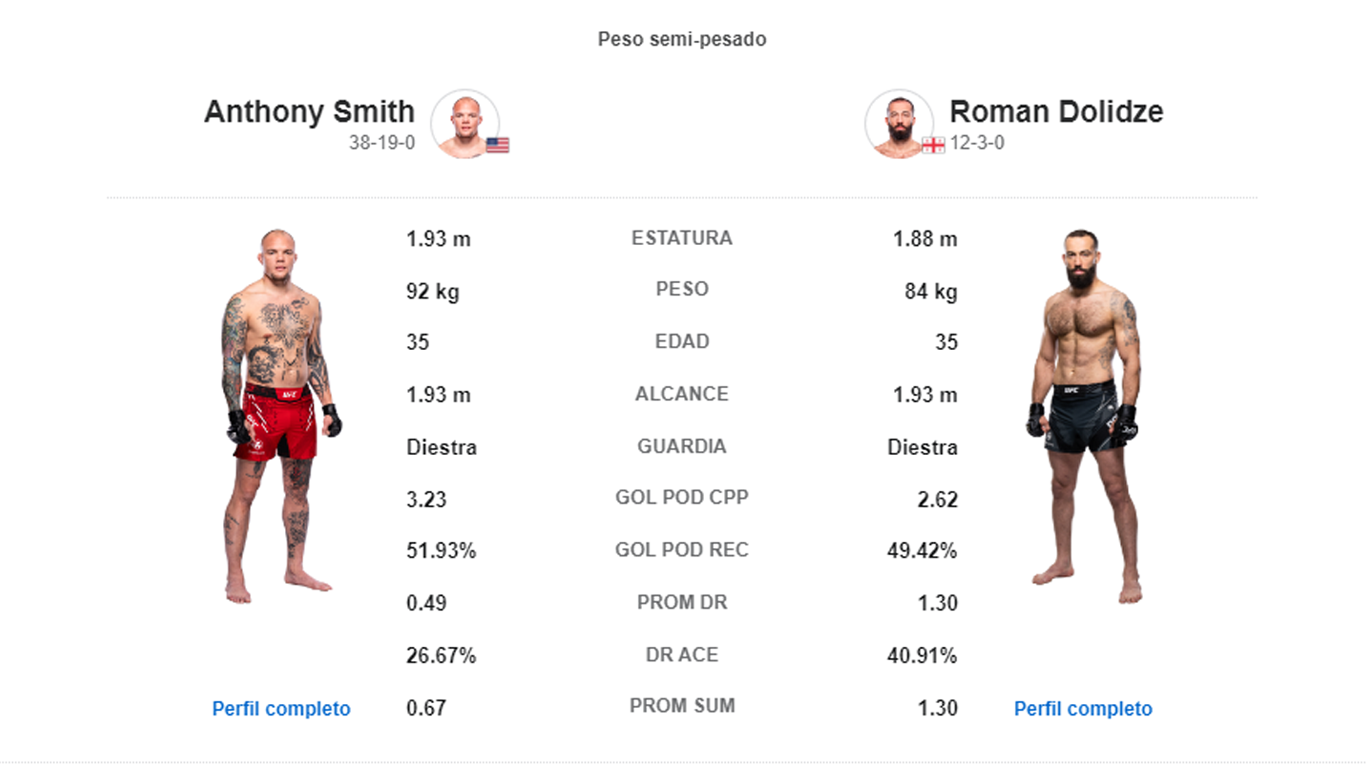 Peso semi-pesado
Anthony Smith
38-19-0
Roman Dolidze
12-3-0
1.93 m ESTATURA 1.88 m
92 kg PESO 84 kg
35 EDAD 35
1.93 m ALCANCE 1.93 m
Diestra GUARDIA Diestra
3.23 GOL POD CPP 2.62
51.93% GOL POD REC 49.42%
0.49 PROM DR 1.30
26.67% DR ACE 40.91%
Perfil completo 0.67 PROM SUM 1.30 Perfil completo
UFC
UFC